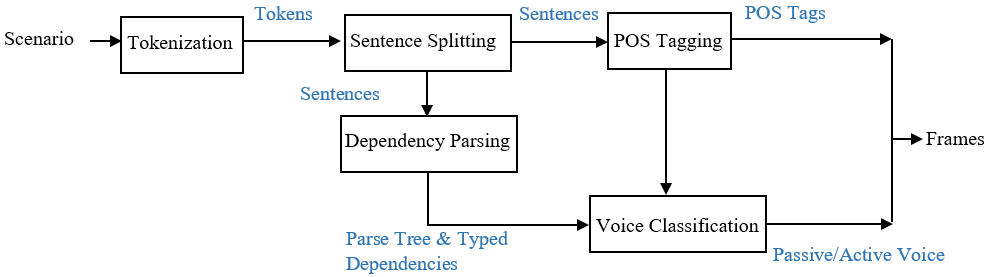 Tokens
Sentences
POS Tags
Scenario
Tokenization
Sentence Splitting
POS Tagging
Sentences
Dependency Parsing
Frames
Voice Classification
Parse Tree & Typed
Dependencies
Passive/Active Voice